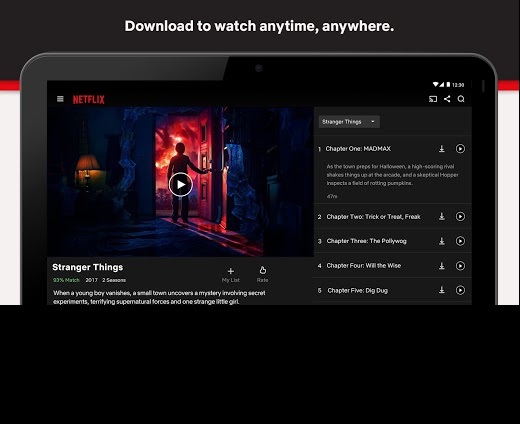 Download to watch anytime, anywhere.
12:30
NETFLIX
Stranger Things
1 Chapter One: MADMAX
As the town preps for Halloween, a high-scoring rival
shakes things up at the arcade, and a skeptical Hopper
inspects a field of rotting pumpkins.
47m
2 Chapter Two: Trick or Treat, Freak
3 Chapter Three: The Pollywog
4 Chapter Four: Will the Wise
5 Chapter Five: Dig Dug
Stranger Things
93% Match 2017 2 Seasons
My List Rate
When a young boy vanishes, a small town uncovers a mystery involving secret
experiments, terrifying supernatural forces and one strange little girl.